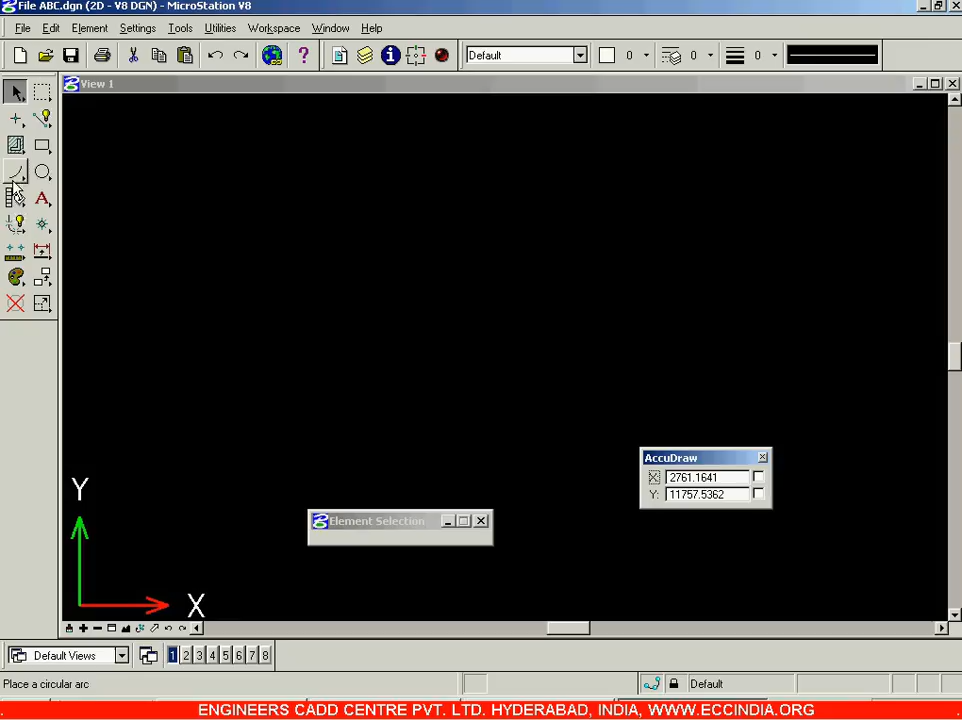 File ABC.dgn (2D - V8 DGN) - MicroStation V8
File Edit Element Settings Tools Utilities Workspace Window Help
Default 0 0 0
View 1
AccuDraw
X: 2761.1641
Y: 11757.5362
Element Selection
Y
X
Default Views 1 2 3 4 5 6 7 8
Place a circular arc Default
ENGINEERS CADD CENTRE PVT. LTD. HYDERABAD, INDIA, WWW.ECCINDIA.ORG